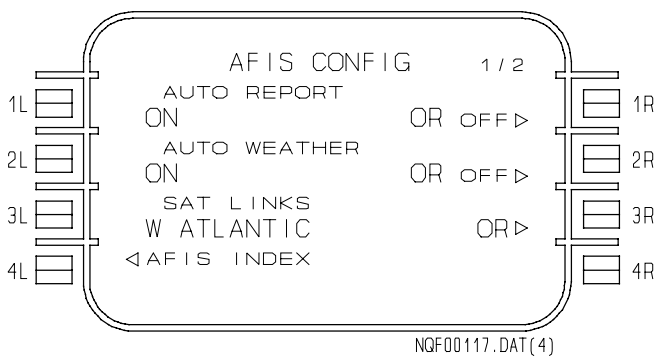 AFIS CONFIG 1/2
AUTO REPORT
1L ON OR OFF▷ 1R
AUTO WEATHER
2L ON OR OFF▷ 2R
SAT LINKS
3L W ATLANTIC OR▷ 3R
4L ◁AFIS INDEX 4R
NQF00117.DAT(4)